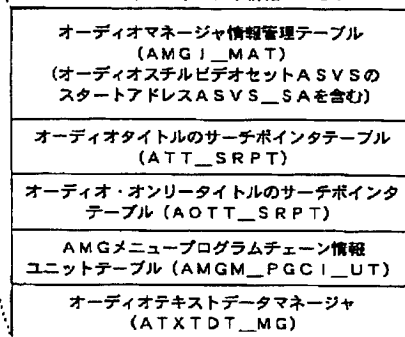 オーディオマネージャ情報管理テーブル
（ＡＭＧＩ＿ＭＡＴ）
（オーディオスチルビデオセットＡＳＶＳの
スタートアドレスＡＳＶＳ＿ＳＡを含む）
オーディオタイトルのサーチポインタテーブル
（ＡＴＴ＿ＳＲＰＴ）
オーディオ・オンリータイトルのサーチポインタ
テーブル（ＡＯＴＴ＿ＳＲＰＴ）
ＡＭＧメニュープログラムチェーン情報
ユニットテーブル（ＡＭＧＭ＿ＰＧＣＩ＿ＵＴ）
オーディオテキストデータマネージャ
（ＡＴＸＴＤＴ＿ＭＧ）